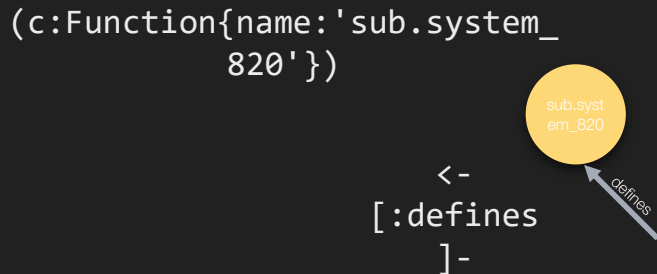 (c:Function{name:'sub.system_
820'})
sub.syst
em_820
<-
[:defines
]-
defines